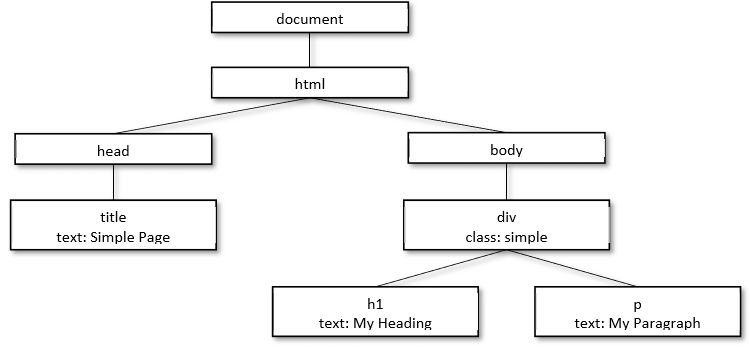 document
html
head
body
title
text: Simple Page
div
class: simple
h1
text: My Heading
p
text: My Paragraph